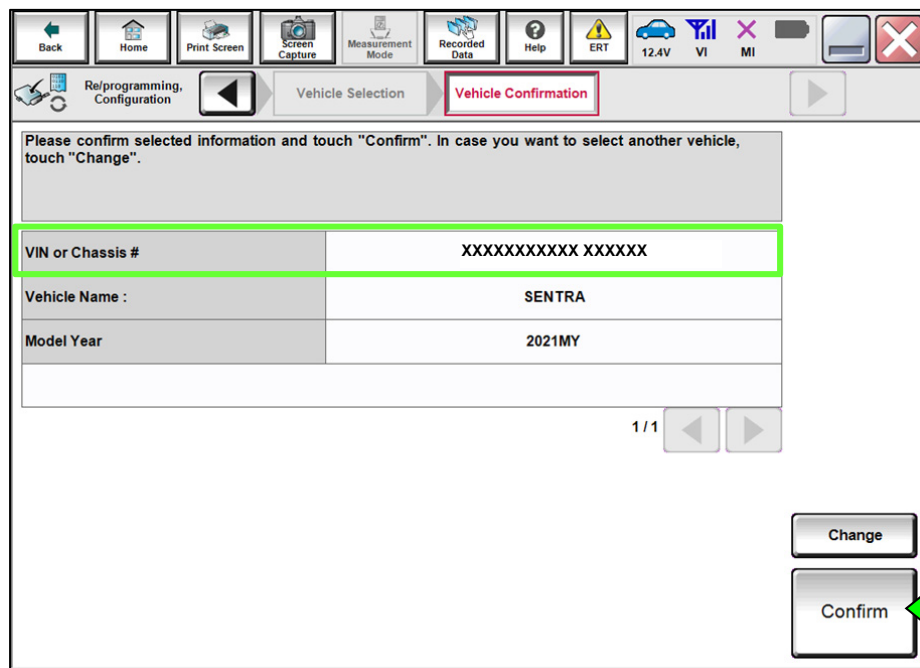 Back
Home
Print Screen
Screen
Capture
Measurement
Mode
Recorded
Data
Help
ERT
12.4V
VI
MI
Re/programming,
Configuration
Vehicle Selection
Vehicle Confirmation
Please confirm selected information and touch "Confirm". In case you want to select another vehicle,
touch "Change".
VIN or Chassis #
XXXXXXXXXXX XXXXXX
Vehicle Name :
SENTRA
Model Year
2021MY
1 / 1
Change
Confirm